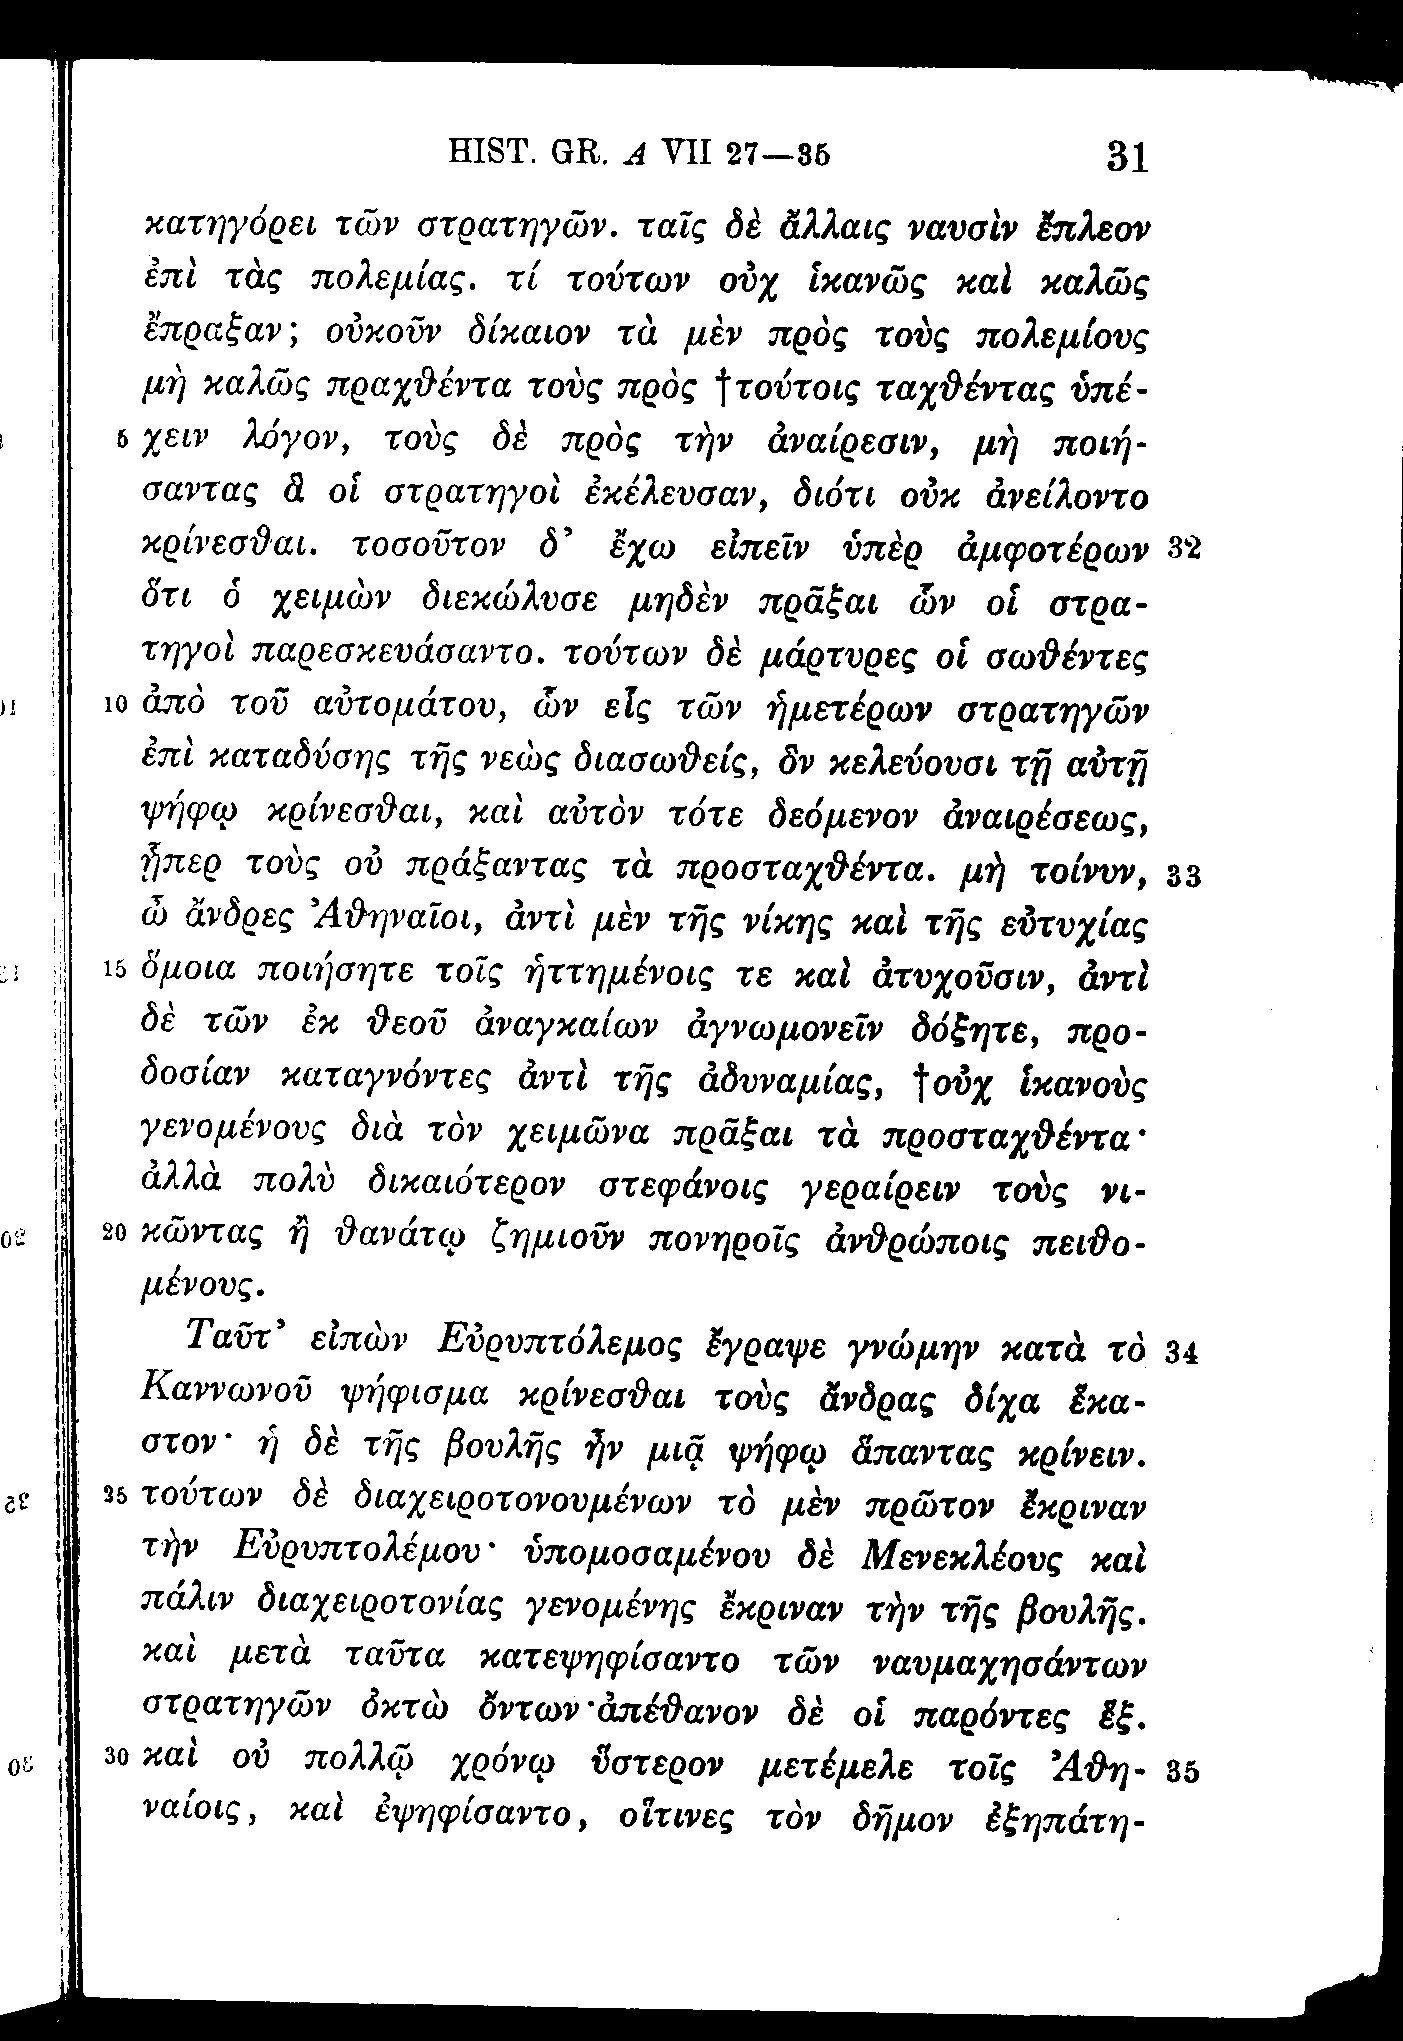 HIST. GR. Α VII 27—35 31
κατηγόρει τῶν στρατηγῶν. ταῖς δὲ ἄλλαις ναυσὶν ἔπλεον
ἐπὶ τὰς πολεμίας. τί τούτων οὐχ ἱκανῶς καὶ καλῶς
ἔπραξαν; οὐκοῦν δίκαιον τὰ μὲν πρὸς τοὺς πολεμίους
μὴ καλῶς πραχθέντα τοὺς πρὸς †τούτοις ταχθέντας ὑπέ-
5 χειν λόγον, τοὺς δὲ πρὸς τὴν ἀναίρεσιν, μὴ ποιή-
σαντας ἃ οἱ στρατηγοὶ ἐκέλευσαν, διότι οὐκ ἀνείλοντο
κρίνεσθαι. τοσοῦτον δ’ ἔχω εἰπεῖν ὑπὲρ ἀμφοτέρων 32
ὅτι ὁ χειμὼν διεκώλυσε μηδὲν πρᾶξαι ὧν οἱ στρα-
τηγοὶ παρεσκευάσαντο. τούτων δὲ μάρτυρες οἱ σωθέντες
10 ἀπὸ τοῦ αὐτομάτου, ὧν εἷς τῶν ἡμετέρων στρατηγῶν
ἐπὶ καταδύσης τῆς νεὼς διασωθείς, ὃν κελεύουσι τῇ αὐτῇ
ψήφῳ κρίνεσθαι, καὶ αὐτὸν τότε δεόμενον ἀναιρέσεως,
ᾗπερ τοὺς οὐ πράξαντας τὰ προσταχθέντα. μὴ τοίνυν, 33
ὦ ἄνδρες Ἀθηναῖοι, ἀντὶ μὲν τῆς νίκης καὶ τῆς εὐτυχίας
15 ὅμοια ποιήσητε τοῖς ἡττημένοις τε καὶ ἀτυχοῦσιν, ἀντὶ
δὲ τῶν ἐκ θεοῦ ἀναγκαίων ἀγνωμονεῖν δόξητε, προ-
δοσίαν καταγνόντες ἀντὶ τῆς ἀδυναμίας, †οὐχ ἱκανοὺς
γενομένους διὰ τὸν χειμῶνα πρᾶξαι τὰ προσταχθέντα·
ἀλλὰ πολὺ δικαιότερον στεφάνοις γεραίρειν τοὺς νι-
20 κῶντας ἢ θανάτῳ ζημιοῦν πονηροῖς ἀνθρώποις πειθο-
μένους.
Ταῦτ’ εἰπὼν Εὐρυπτόλεμος ἔγραψε γνώμην κατὰ τὸ 34
Καννωνοῦ ψήφισμα κρίνεσθαι τοὺς ἄνδρας δίχα ἕκα-
στον· ἡ δὲ τῆς βουλῆς ἦν μιᾷ ψήφῳ ἅπαντας κρίνειν.
25 τούτων δὲ διαχειροτονουμένων τὸ μὲν πρῶτον ἔκριναν
τὴν Εὐρυπτολέμου· ὑπομοσαμένου δὲ Μενεκλέους καὶ
πάλιν διαχειροτονίας γενομένης ἔκριναν τὴν τῆς βουλῆς.
καὶ μετὰ ταῦτα κατεψηφίσαντο τῶν ναυμαχησάντων
στρατηγῶν ὀκτὼ ὄντων· ἀπέθανον δὲ οἱ παρόντες ἕξ.
30 καὶ οὐ πολλῷ χρόνῳ ὕστερον μετέμελε τοῖς Ἀθη- 35
ναίοις, καὶ ἐψηφίσαντο, οἵτινες τὸν δῆμον ἐξηπάτη-